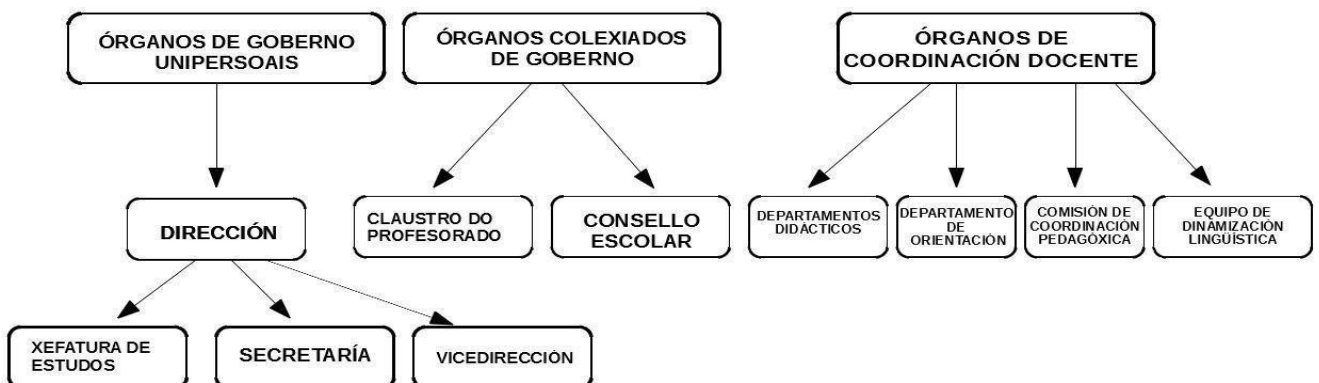 ÓRGANOS DE GOBERNO
UNIPERSOAIS
ÓRGANOS COLEXIADOS
DE GOBERNO
ÓRGANOS DE
COORDINACIÓN DOCENTE
DIRECCIÓN
CLAUSTRO DO
PROFESORADO
CONSELLO
ESCOLAR
DEPARTAMENTOS
DIDÁCTICOS
DEPARTAMENTO
DE
ORIENTACIÓN
COMISIÓN DE
COORDINACIÓN
PEDAGÓXICA
EQUIPO DE
DINAMIZACIÓN
LINGÜÍSTICA
XEFATURA DE
ESTUDOS
SECRETARÍA
VICEDIRECCIÓN